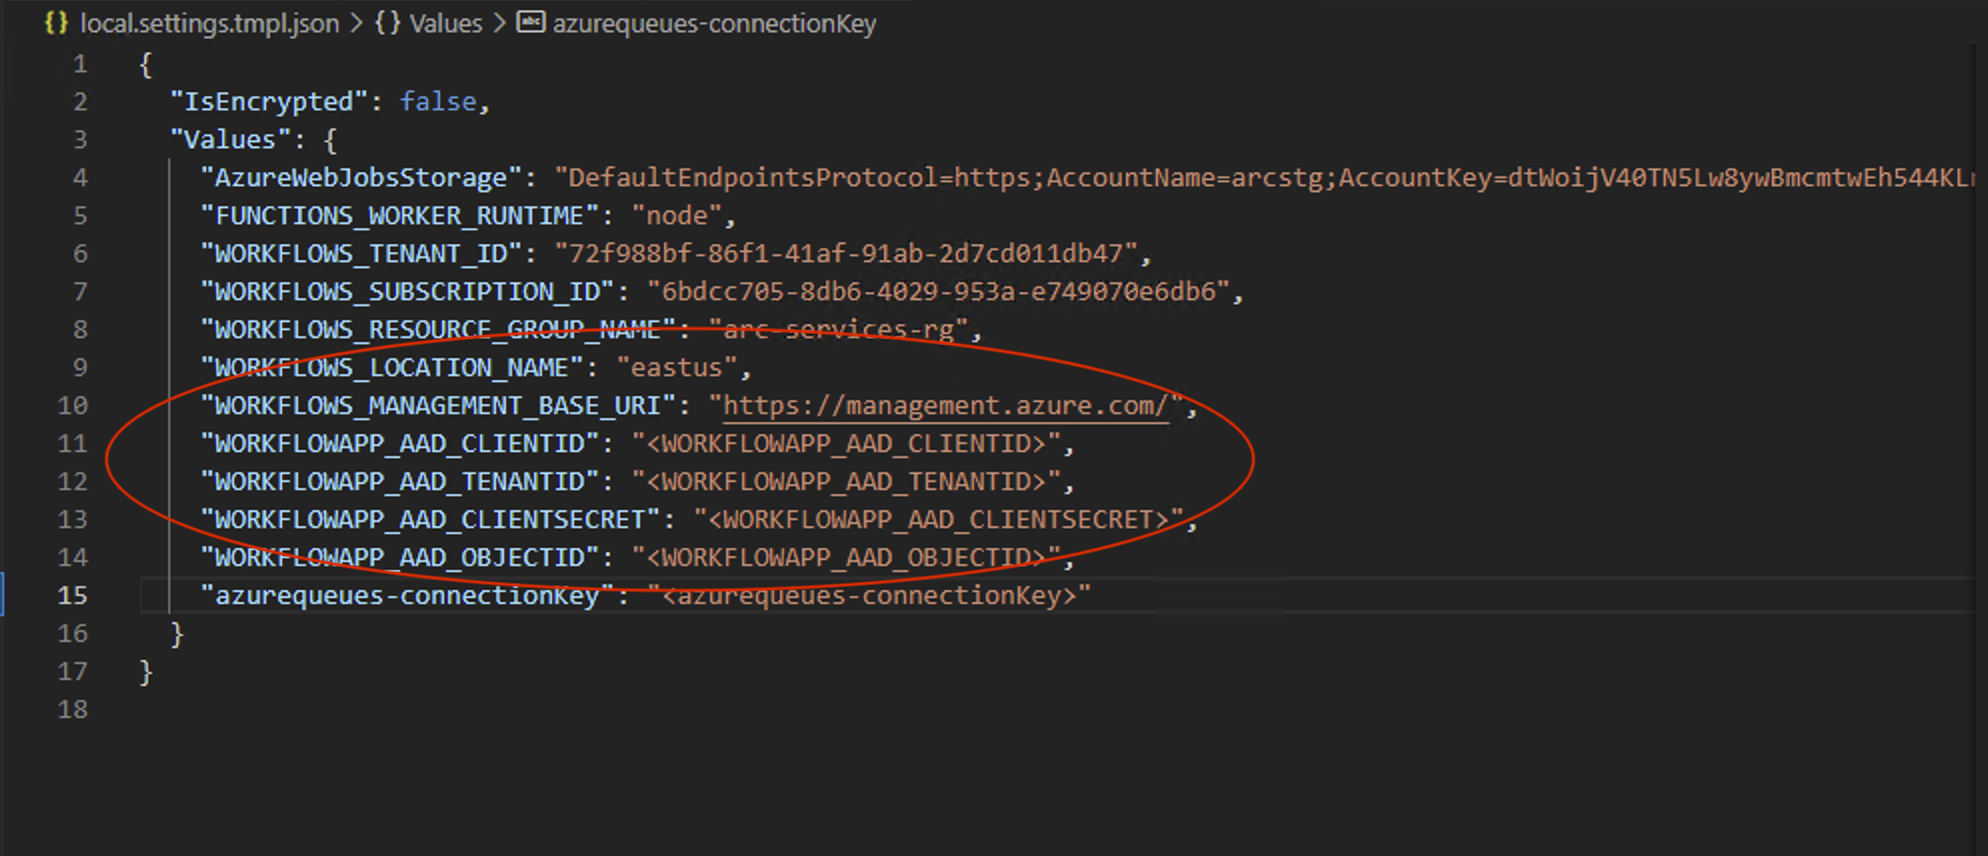 {} local.settings.tmpl.json > {} Values > abc azurequeues-connectionKey
1 {
2 "IsEncrypted": false,
3 "Values": {
4 "AzureWebJobsStorage": "DefaultEndpointsProtocol=https;AccountName=arcstg;AccountKey=dtWoijV40TN5Lw8ywBmcmtwEh544KL
5 "FUNCTIONS_WORKER_RUNTIME": "node",
6 "WORKFLOWS_TENANT_ID": "72f988bf-86f1-41af-91ab-2d7cd011db47",
7 "WORKFLOWS_SUBSCRIPTION_ID": "6bdcc705-8db6-4029-953a-e749070e6db6",
8 "WORKFLOWS_RESOURCE_GROUP_NAME": "arc-services-rg",
9 "WORKFLOWS_LOCATION_NAME": "eastus",
10 "WORKFLOWS_MANAGEMENT_BASE_URI": "https://management.azure.com/",
11 "WORKFLOWAPP_AAD_CLIENTID": "<WORKFLOWAPP_AAD_CLIENTID>",
12 "WORKFLOWAPP_AAD_TENANTID": "<WORKFLOWAPP_AAD_TENANTID>",
13 "WORKFLOWAPP_AAD_CLIENTSECRET": "<WORKFLOWAPP_AAD_CLIENTSECRET>",
14 "WORKFLOWAPP_AAD_OBJECTID": "<WORKFLOWAPP_AAD_OBJECTID>",
15 "azurequeues-connectionKey": "<azurequeues-connectionKey>"
16 }
17 }
18